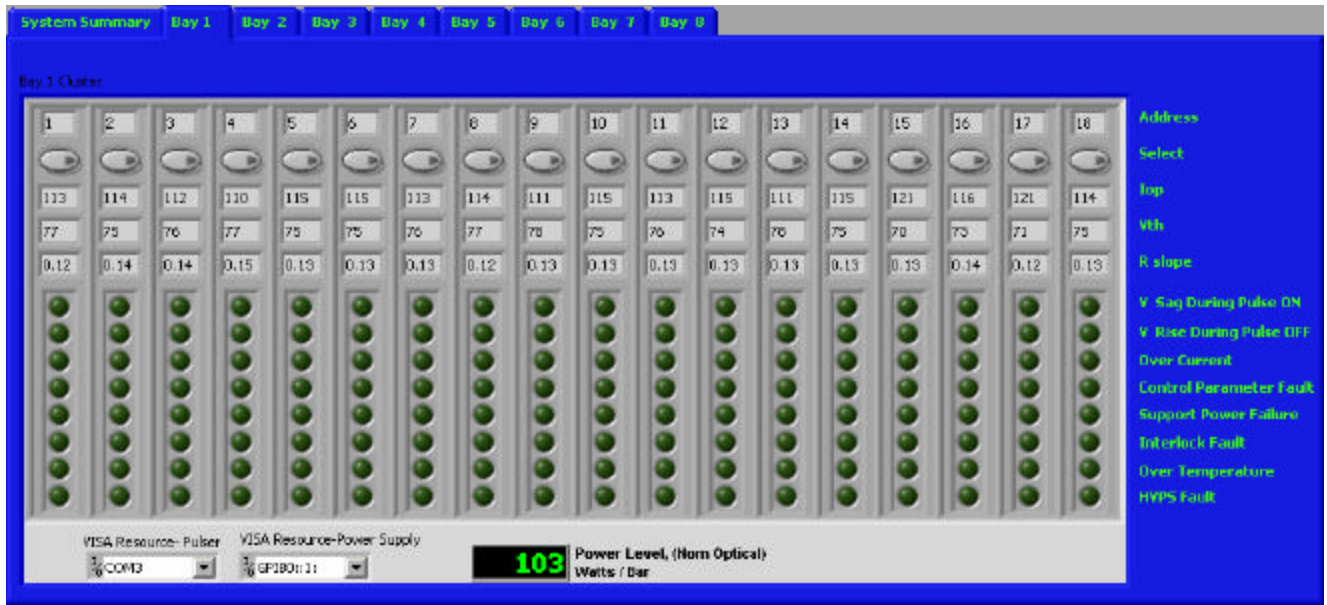 System Summary Bay 1 Bay 2 Bay 3 Bay 4 Bay 5 Bay 6 Bay 7 Bay 8
Bay 1 Cluster
1 2 3 4 5 6 7 8 9 10 11 12 13 14 15 16 17 18 Address
Select
113 114 112 110 115 115 113 114 111 115 113 115 111 115 121 116 121 114 Iop
77 75 76 77 75 75 76 77 78 75 76 74 75 73 71 75 Vth
0.12 0.14 0.14 0.15 0.13 0.13 0.13 0.12 0.13 0.13 0.13 0.13 0.13 0.13 0.13 0.14 0.12 0.13 R slope
V Sag During Pulse ON
V Rise During Pulse OFF
Over Current
Control Parameter Fault
Support Power Failure
Interlock Fault
Over Temperature
HVPS Fault
VISA Resource- Pulser VISA Resource-Power Supply
COM3 GPIB0::1: 103 Power Level, (Nom Optical)
Watts / Bar